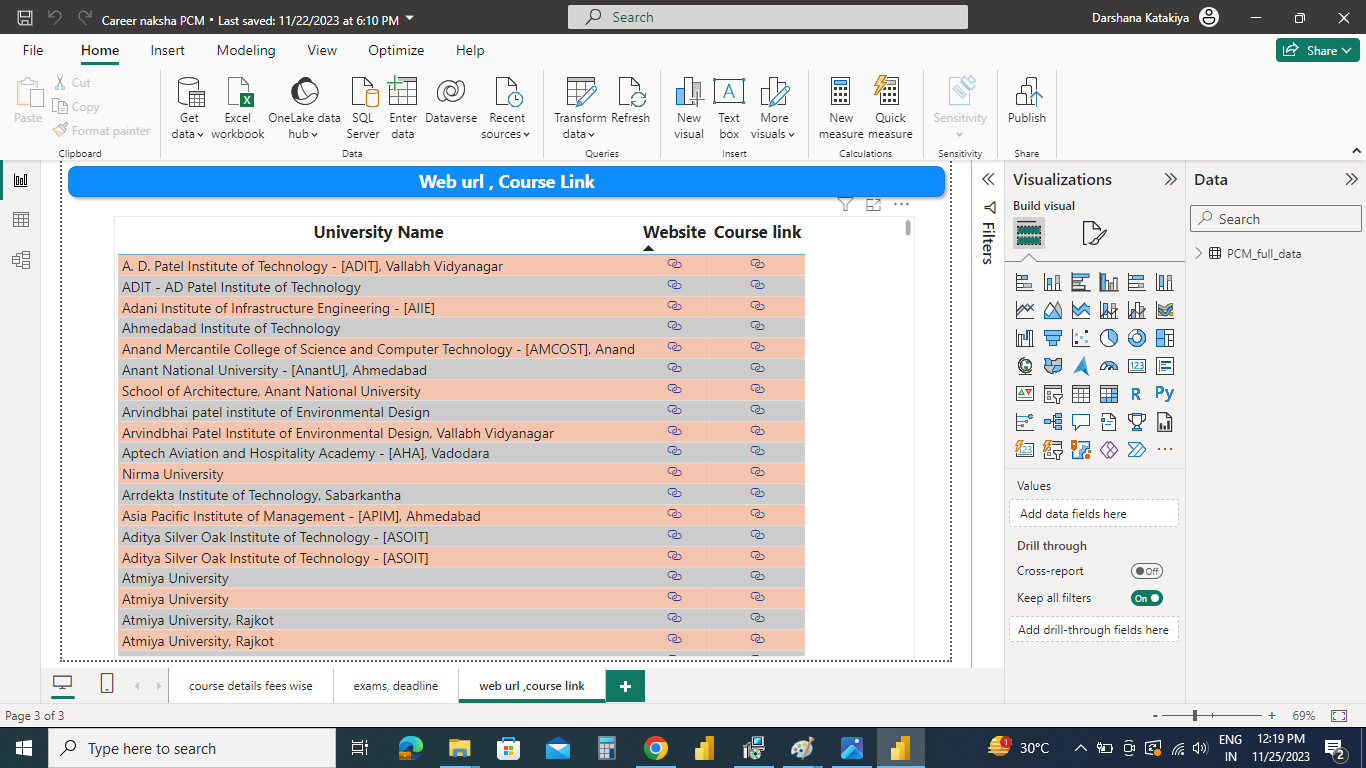 Career naksha PCM • Last saved: 11/22/2023 at 6:10 PM
Search
Darshana Katakiya
File Home Insert Modeling View Optimize Help
Share
Paste
Cut
Copy
Format painter
Clipboard
Get data
Excel workbook
OneLake data hub
SQL Server
Enter data
Dataverse
Recent sources
Data
Transform data
Refresh
Queries
New visual
Text box
More visuals
Insert
New measure
Quick measure
Calculations
Sensitivity
Sensitivity
Publish
Share
Web url , Course Link
University Name Website Course link
A. D. Patel Institute of Technology - [ADIT], Vallabh Vidyanagar
ADIT - AD Patel Institute of Technology
Adani Institute of Infrastructure Engineering - [AIIE]
Ahmedabad Institute of Technology
Anand Mercantile College of Science and Computer Technology - [AMCOST], Anand
Anant National University - [AnantU], Ahmedabad
School of Architecture, Anant National University
Arvindbhai patel institute of Environmental Design
Arvindbhai Patel Institute of Environmental Design, Vallabh Vidyanagar
Aptech Aviation and Hospitality Academy - [AHA], Vadodara
Nirma University
Arrdekta Institute of Technology, Sabarkantha
Asia Pacific Institute of Management - [APIM], Ahmedabad
Aditya Silver Oak Institute of Technology - [ASOIT]
Aditya Silver Oak Institute of Technology - [ASOIT]
Atmiya University
Atmiya University
Atmiya University, Rajkot
Atmiya University, Rajkot
Filters
Visualizations
Build visual
R Py
123
123
Values
Add data fields here
Drill through
Cross-report Off
Keep all filters On
Add drill-through fields here
Data
Search
PCM_full_data
course details fees wise
exams, deadline
web url ,course link
Page 3 of 3
- + 69%
Type here to search
30°C
ENG
IN
12:19 PM
11/25/2023
2